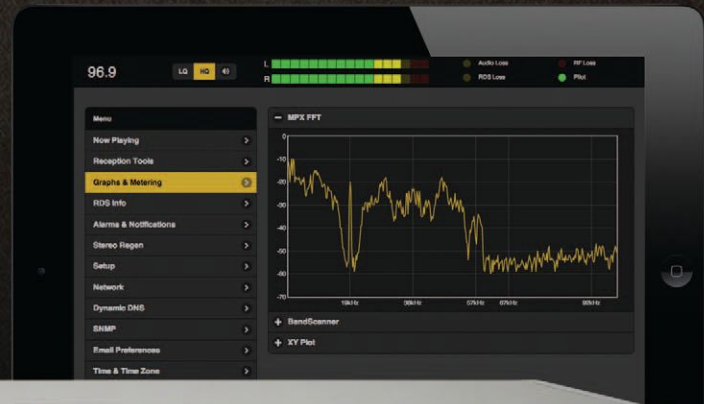 96.9
LQ HQ
L
R
Audio Loss
RDS Loss
RF Loss
Pilot
Menu
Now Playing
Reception Tools
Graphs & Metering
RDS Info
Alarms & Notifications
Stereo Regen
Setup
Network
Dynamic DNS
SNMP
Email Preferences
Time & Time Zone
MPX FFT
0
-10
-20
-30
-40
-50
-60
-70
19kHz 57kHz 67kHz
BandScanner
XY Plot